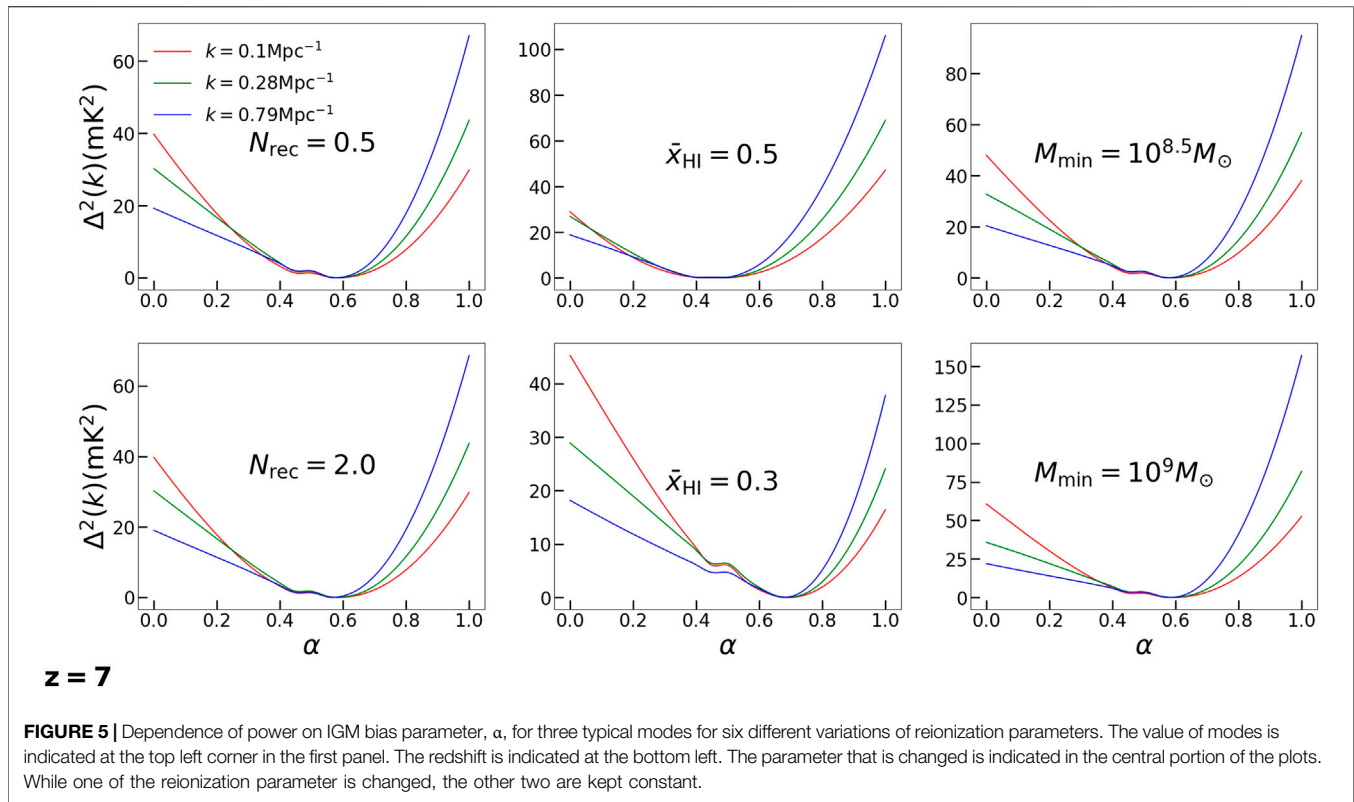 k = 0.1Mpc⁻¹
k = 0.28Mpc⁻¹
k = 0.79Mpc⁻¹
N_rec = 0.5
Δ²(k)(mK²)
60
40
20
0
0.0 0.2 0.4 0.6 0.8 1.0
x̄_HI = 0.5
100
80
60
40
20
0
0.0 0.2 0.4 0.6 0.8 1.0
M_min = 10^8.5 M_⊙
80
60
40
20
0
0.0 0.2 0.4 0.6 0.8 1.0
N_rec = 2.0
Δ²(k)(mK²)
60
40
20
0
0.0 0.2 0.4 0.6 0.8 1.0
α
x̄_HI = 0.3
40
30
20
10
0
0.0 0.2 0.4 0.6 0.8 1.0
α
M_min = 10^9 M_⊙
150
125
100
75
50
25
0
0.0 0.2 0.4 0.6 0.8 1.0
α
z = 7
FIGURE 5 | Dependence of power on IGM bias parameter, α, for three typical modes for six different variations of reionization parameters. The value of modes is
indicated at the top left corner in the first panel. The redshift is indicated at the bottom left. The parameter that is changed is indicated in the central portion of the plots.
While one of the reionization parameter is changed, the other two are kept constant.